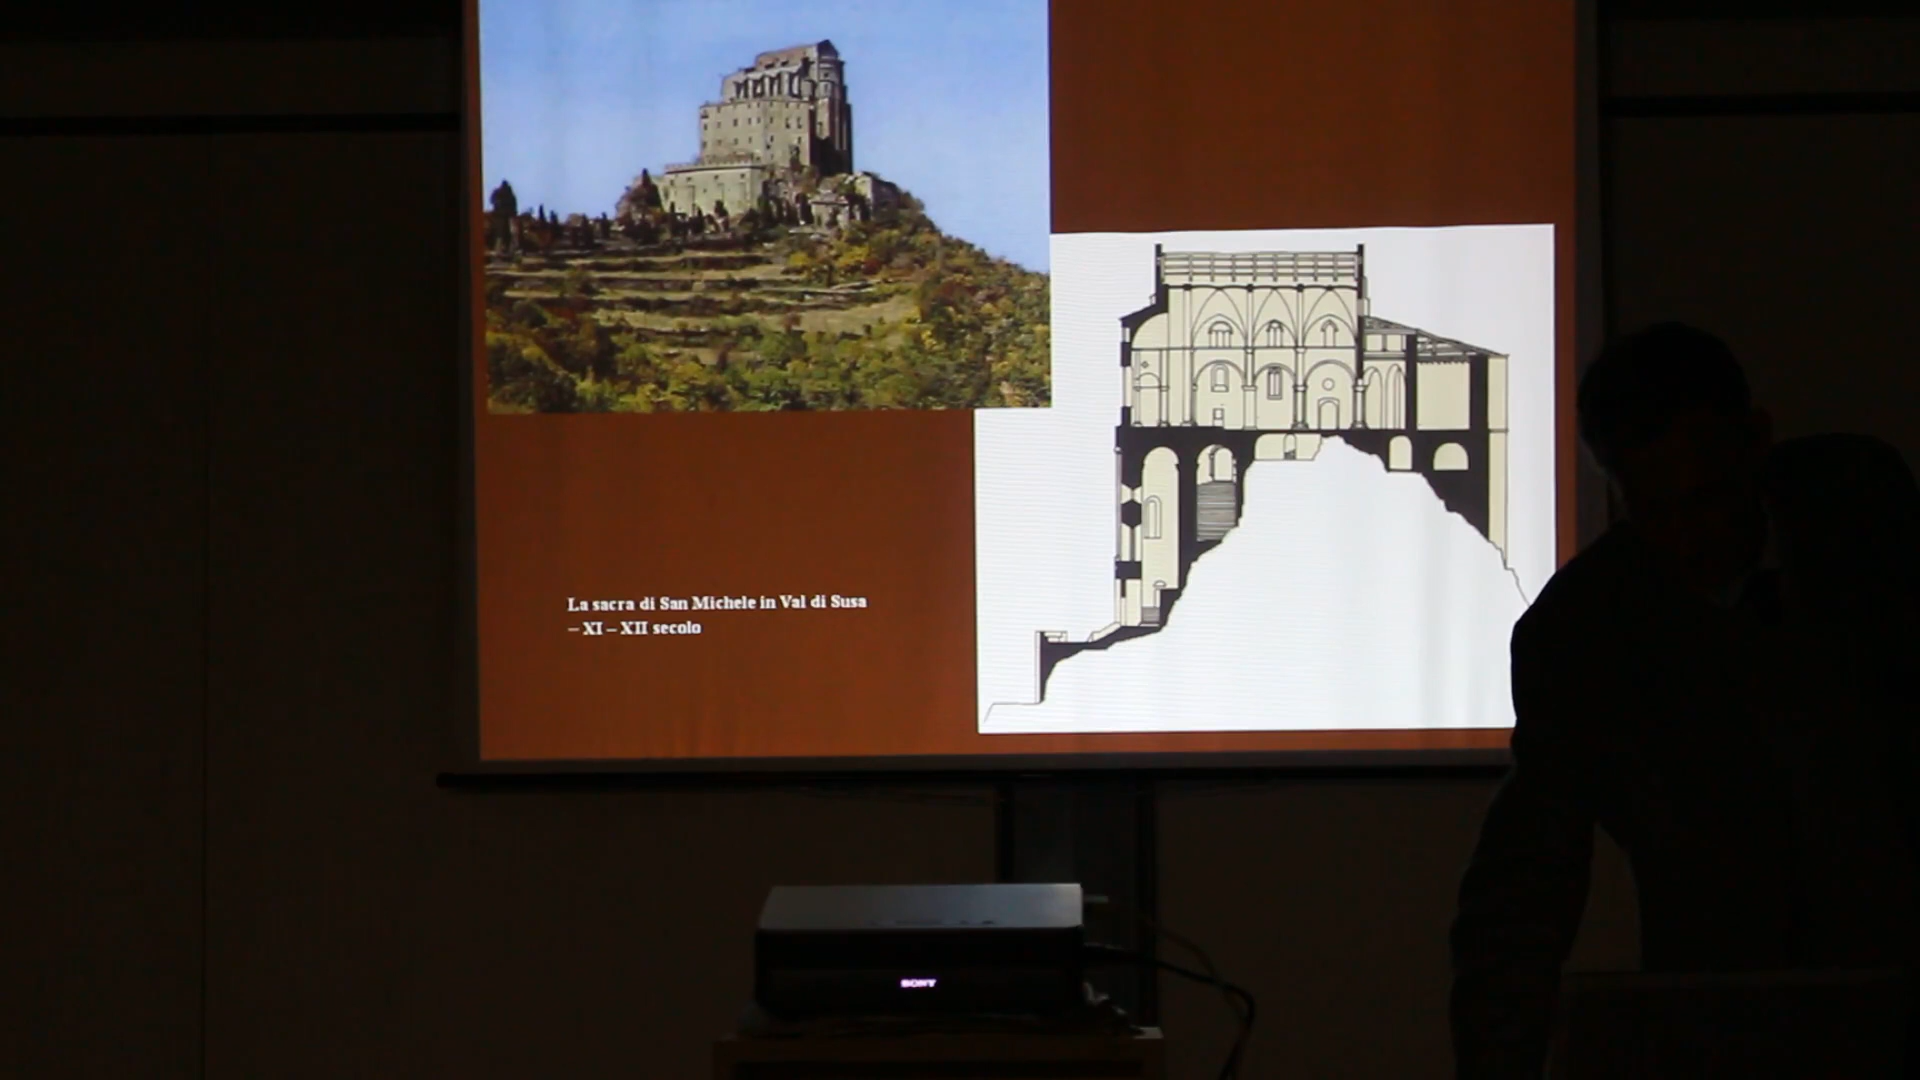 La sacra di San Michele in Val di Susa
– XI – XII secolo
SONY